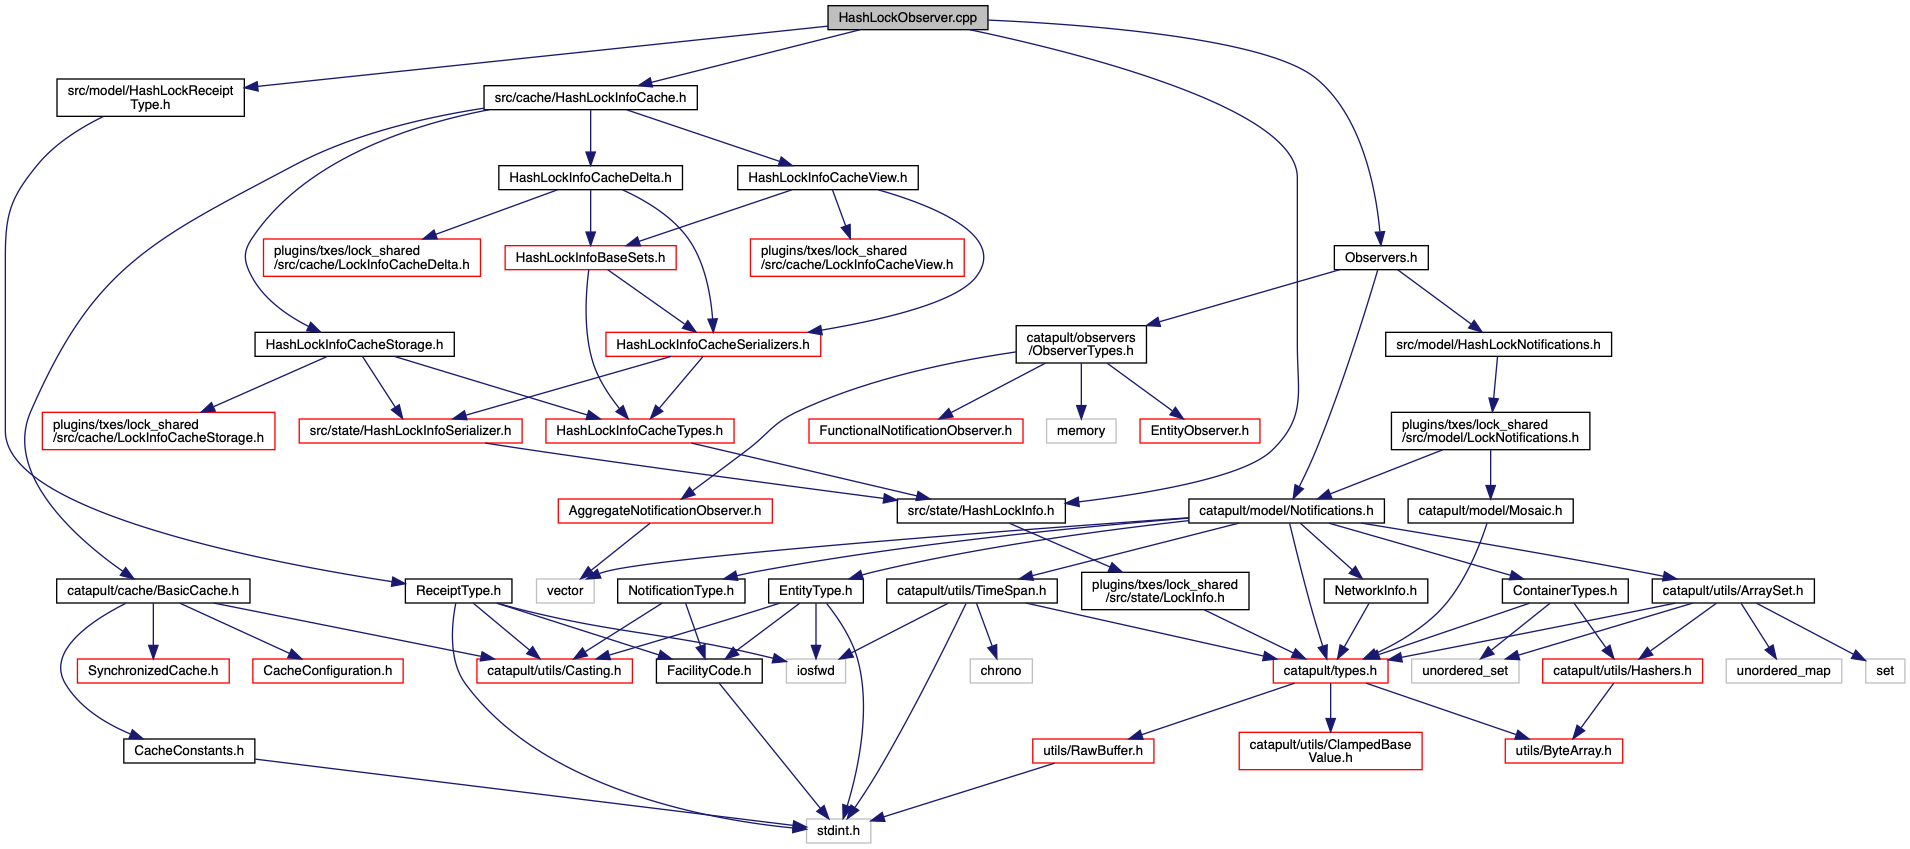 HashLockObserver.cpp
src/model/HashLockReceipt
Type.h
src/cache/HashLockInfoCache.h
HashLockInfoCacheDelta.h
HashLockInfoCacheView.h
plugins/txes/lock_shared
/src/cache/LockInfoCacheDelta.h
HashLockInfoBaseSets.h
plugins/txes/lock_shared
/src/cache/LockInfoCacheView.h
Observers.h
HashLockInfoCacheStorage.h
HashLockInfoCacheSerializers.h
catapult/observers
/ObserverTypes.h
src/model/HashLockNotifications.h
plugins/txes/lock_shared
/src/cache/LockInfoCacheStorage.h
src/state/HashLockInfoSerializer.h
HashLockInfoCacheTypes.h
FunctionalNotificationObserver.h
memory
EntityObserver.h
plugins/txes/lock_shared
/src/model/LockNotifications.h
AggregateNotificationObserver.h
src/state/HashLockInfo.h
catapult/model/Notifications.h
catapult/model/Mosaic.h
catapult/cache/BasicCache.h
ReceiptType.h
vector
NotificationType.h
EntityType.h
catapult/utils/TimeSpan.h
plugins/txes/lock_shared
/src/state/LockInfo.h
NetworkInfo.h
ContainerTypes.h
catapult/utils/ArraySet.h
SynchronizedCache.h
CacheConfiguration.h
catapult/utils/Casting.h
FacilityCode.h
iosfwd
chrono
catapult/types.h
unordered_set
catapult/utils/Hashers.h
unordered_map
set
CacheConstants.h
utils/RawBuffer.h
catapult/utils/ClampedBase
Value.h
utils/ByteArray.h
stdint.h